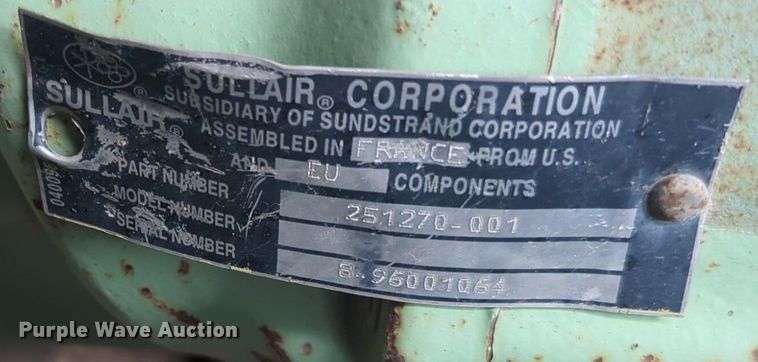 SULLAIR® CORPORATION
SULLAIR®
SUBSIDIARY OF SUNDSTRAND CORPORATION
ASSEMBLED IN FRANCE FROM U.S.
AND EU COMPONENTS
PART NUMBER 251270-001
MODEL NUMBER
SERIAL NUMBER 8.96001064
Purple Wave Auction